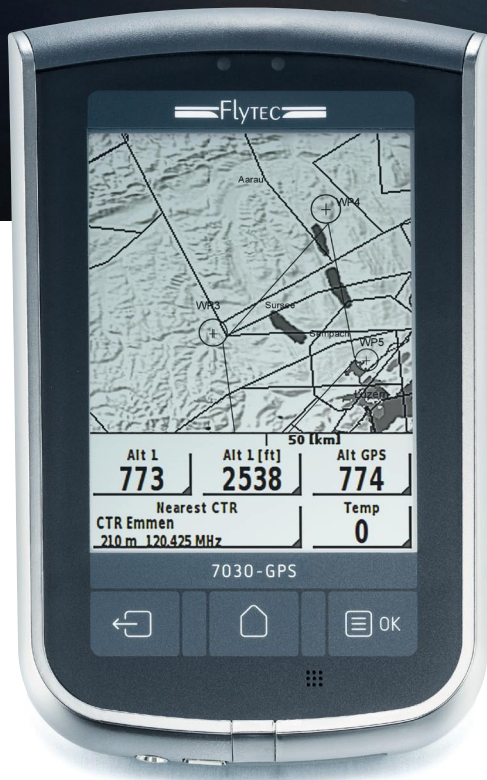 FLYTEC
Aarau
WP4
WP3
Sursee
Sempach
WP5
Luzern
50 [km]
Alt 1 Alt 1 [ft] Alt GPS
773 2538 774
Nearest CTR Temp
CTR Emmen 0
210 m 120.425 MHz
7030-GPS
OK